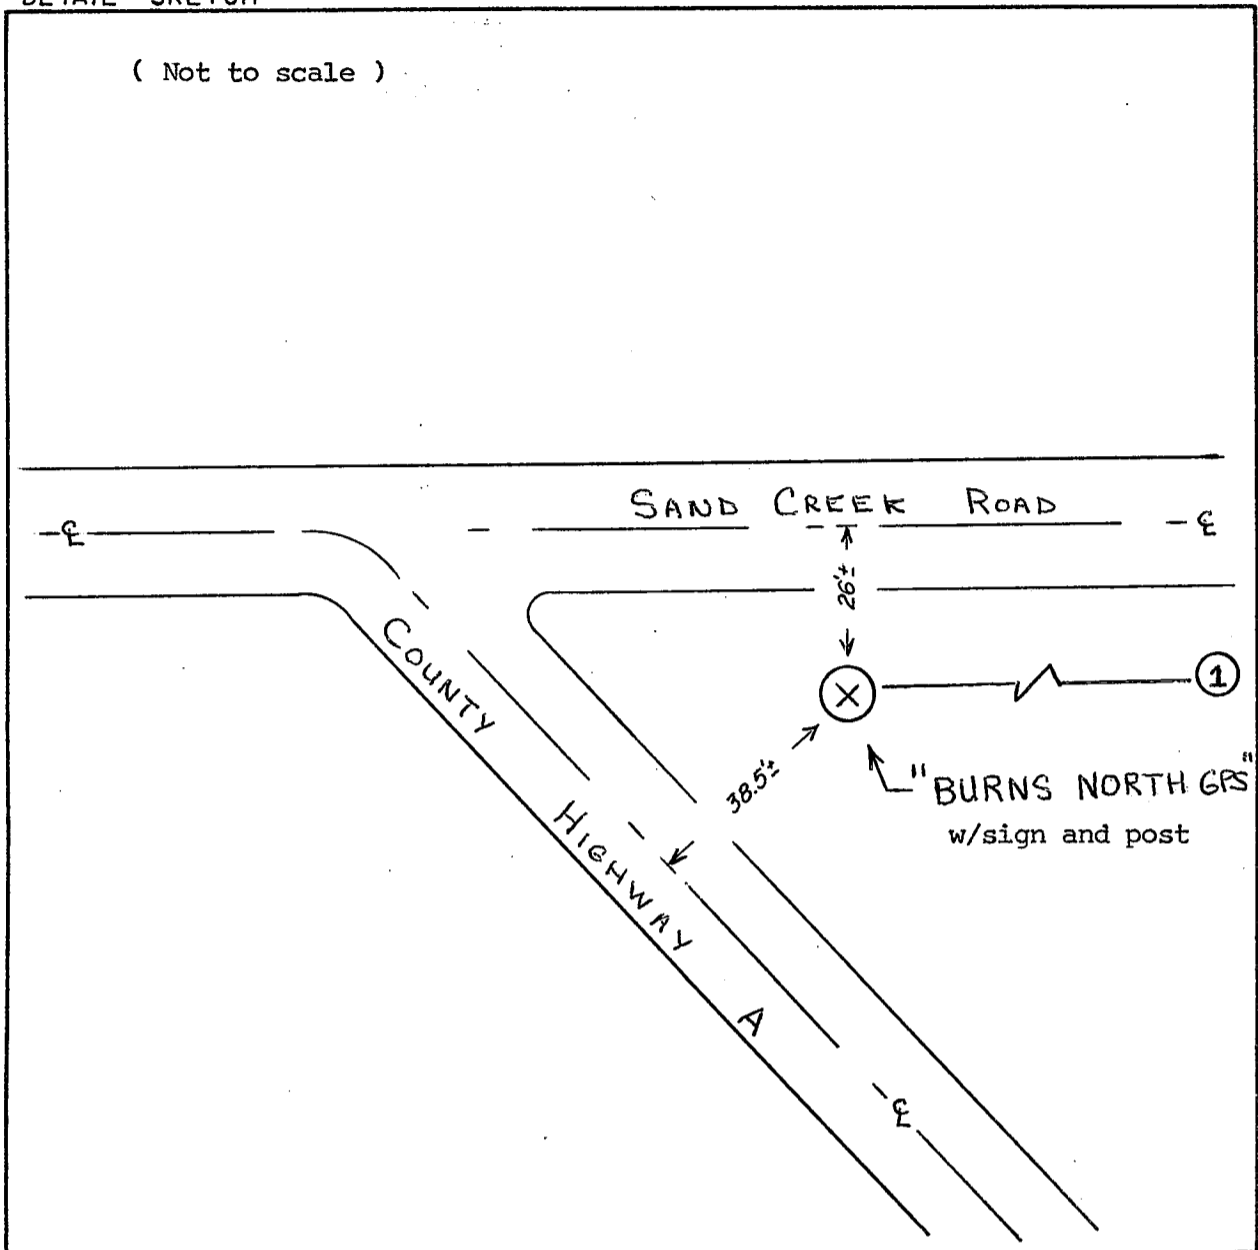 DETAIL SKETCH
( Not to scale )
SAND CREEK ROAD
℄
℄
26'±
1
X
38.5'±
"BURNS NORTH GPS"
w/sign and post
COUNTY HIGHWAY A
℄